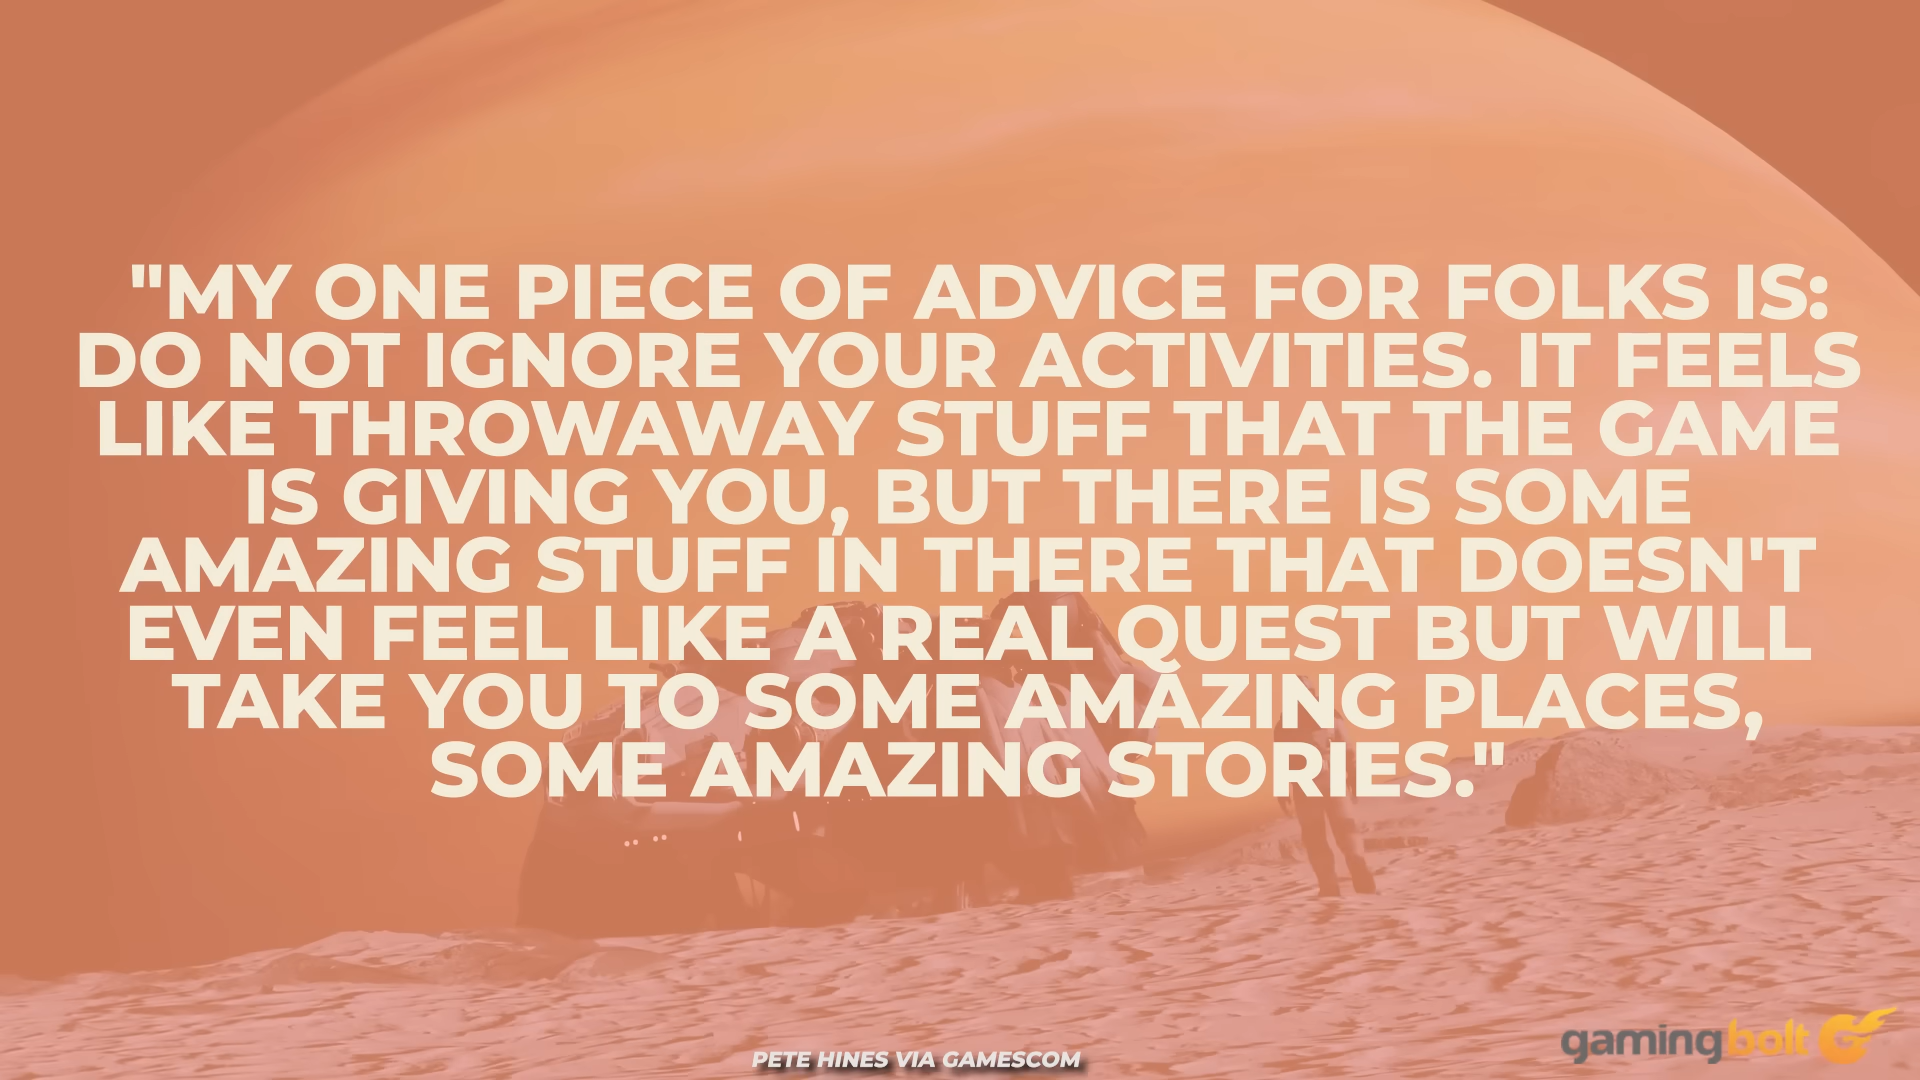 "MY ONE PIECE OF ADVICE FOR FOLKS IS:
DO NOT IGNORE YOUR ACTIVITIES. IT FEELS
LIKE THROWAWAY STUFF THAT THE GAME
IS GIVING YOU, BUT THERE IS SOME
AMAZING STUFF IN THERE THAT DOESN'T
EVEN FEEL LIKE A REAL QUEST BUT WILL
TAKE YOU TO SOME AMAZING PLACES,
SOME AMAZING STORIES."
PETE HINES VIA GAMESCOM
gamingbolt